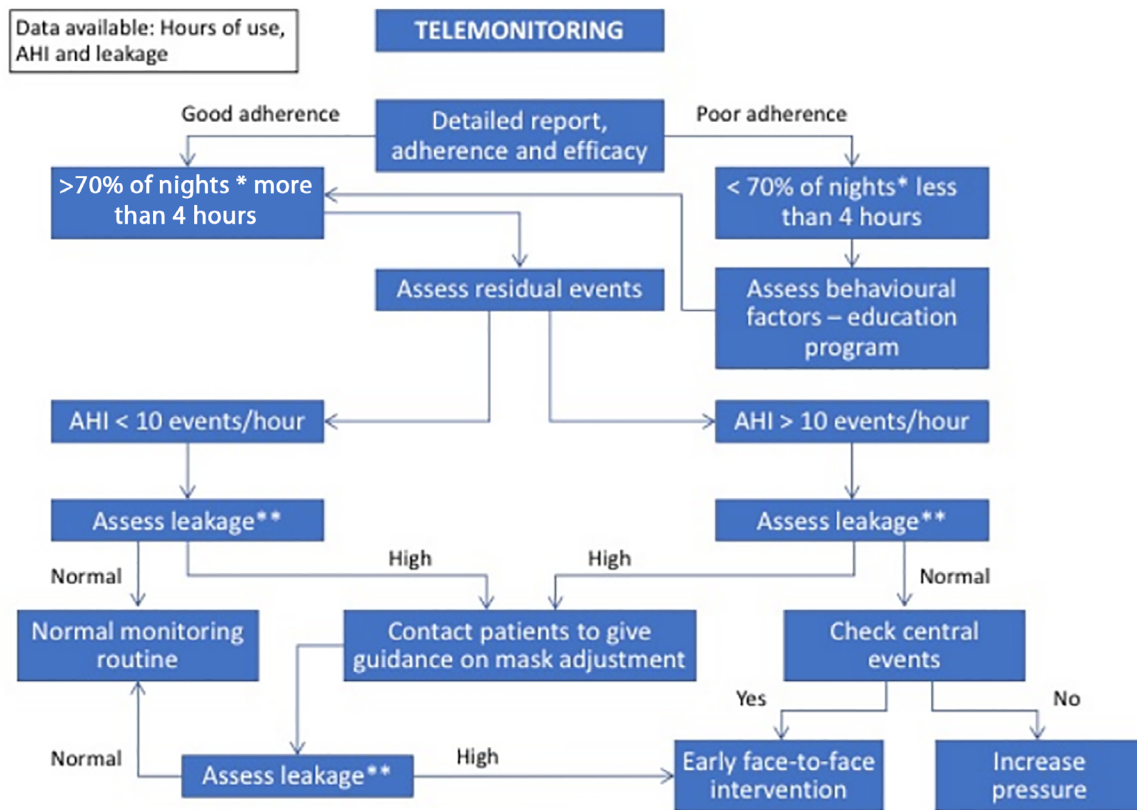 Data available: Hours of use,
AHI and leakage
TELEMONITORING
Good adherence
Detailed report,
adherence and efficacy
Poor adherence
>70% of nights * more
than 4 hours
< 70% of nights* less
than 4 hours
Assess residual events
Assess behavioural
factors – education
program
AHI < 10 events/hour
AHI > 10 events/hour
Assess leakage**
Assess leakage**
Normal
High
High
Normal
Normal monitoring
routine
Contact patients to give
guidance on mask adjustment
Check central
events
Yes
No
Normal
Assess leakage**
High
Early face-to-face
intervention
Increase
pressure